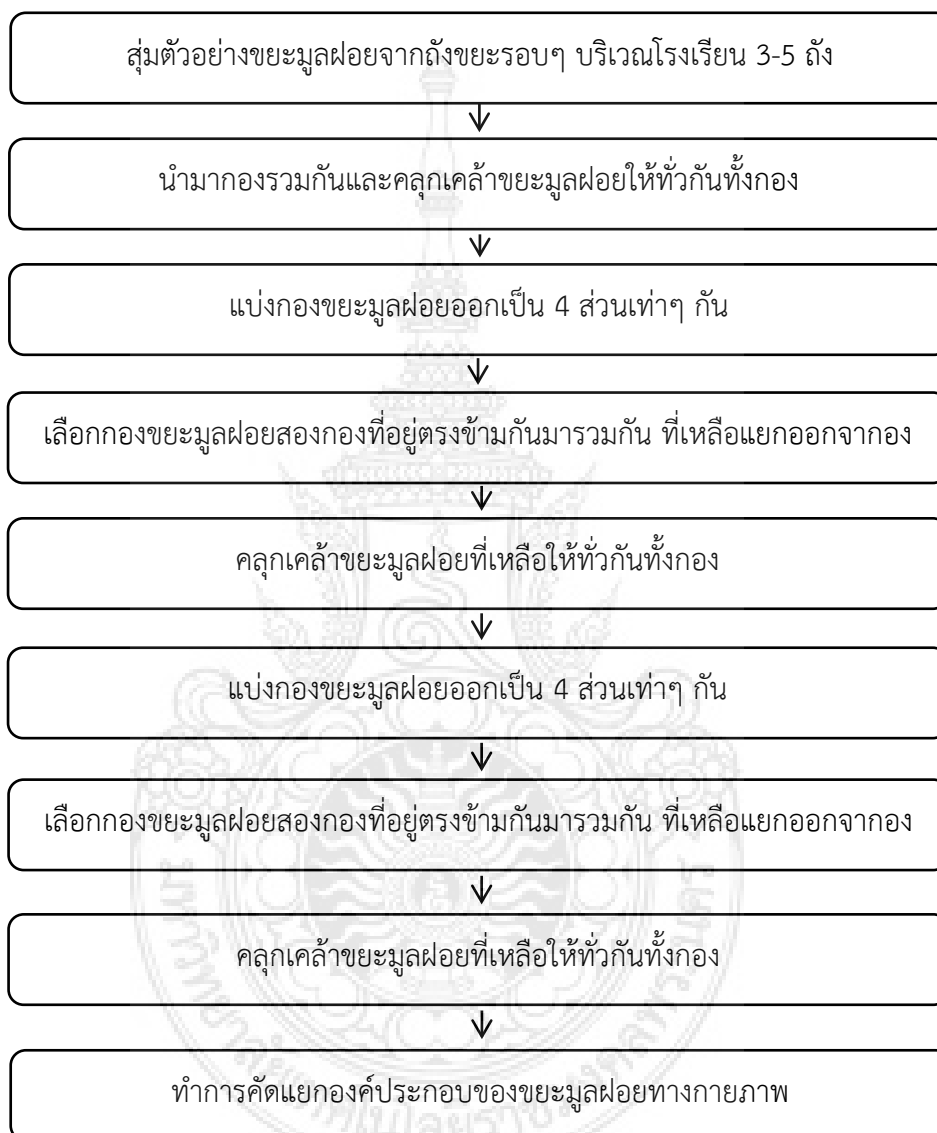 สุ่มตัวอย่างขยะมูลฝอยจากถังขยะรอบๆ บริเวณโรงเรียน 3-5 ถัง
นำมากองรวมกันและคลุกเคล้าขยะมูลฝอยให้ทั่วกันทั้งกอง
แบ่งกองขยะมูลฝอยออกเป็น 4 ส่วนเท่าๆ กัน
เลือกกองขยะมูลฝอยสองกองที่อยู่ตรงข้ามกันมารวมกัน ที่เหลือแยกออกจากอง
คลุกเคล้าขยะมูลฝอยที่เหลือให้ทั่วกันทั้งกอง
แบ่งกองขยะมูลฝอยออกเป็น 4 ส่วนเท่าๆ กัน
เลือกกองขยะมูลฝอยสองกองที่อยู่ตรงข้ามกันมารวมกัน ที่เหลือแยกออกจากอง
คลุกเคล้าขยะมูลฝอยที่เหลือให้ทั่วกันทั้งกอง
ทำการคัดแยกองค์ประกอบของขยะมูลฝอยทางกายภาพ